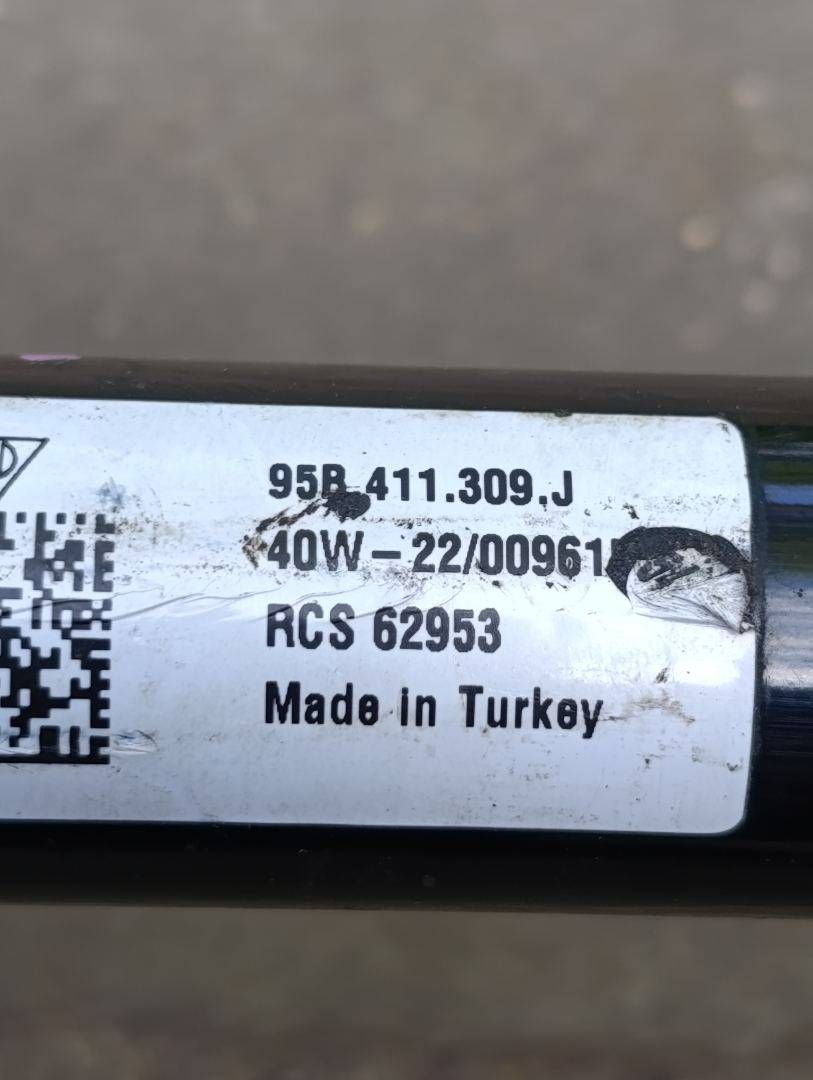 95B 411.309.J
40W-22/00961
RCS 62953
Made in Turkey